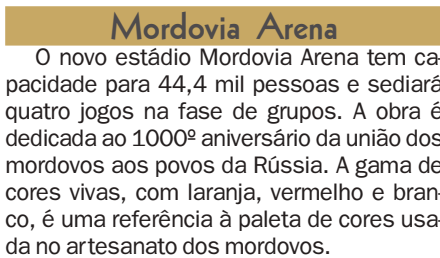 Mordovia Arena
O novo estádio Mordovia Arena tem ca-
pacidade para 44,4 mil pessoas e sediará
quatro jogos na fase de grupos. A obra é
dedicada ao 1000º aniversário da união dos
mordovos aos povos da Rússia. A gama de
cores vivas, com laranja, vermelho e bran-
co, é uma referência à paleta de cores usa-
da no artesanato dos mordovos.